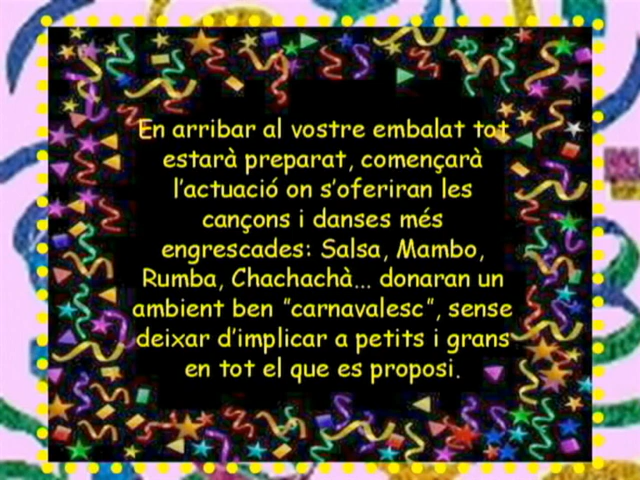 En arribar al vostre embalat tot
estarà preparat, començarà
l'actuació on s'oferiran les
cançons i danses més
engrescades: Salsa, Mambo,
Rumba, Chachachà... donaran un
ambient ben "carnavalesc", sense
deixar d'implicar a petits i grans
en tot el que es proposi.